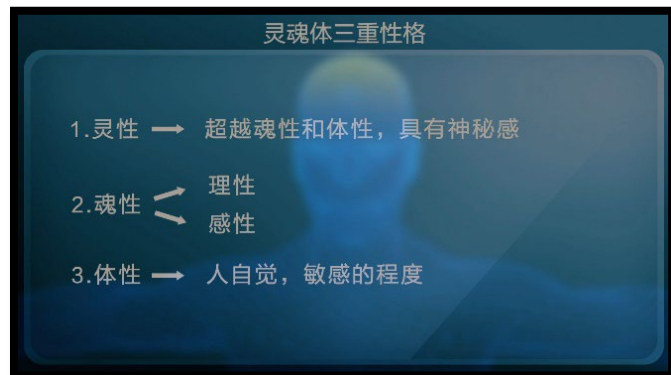 灵魂体三重性格
1.灵性 → 超越魂性和体性，具有神秘感
2.魂性
理性
感性
3.体性 → 人自觉，敏感的程度